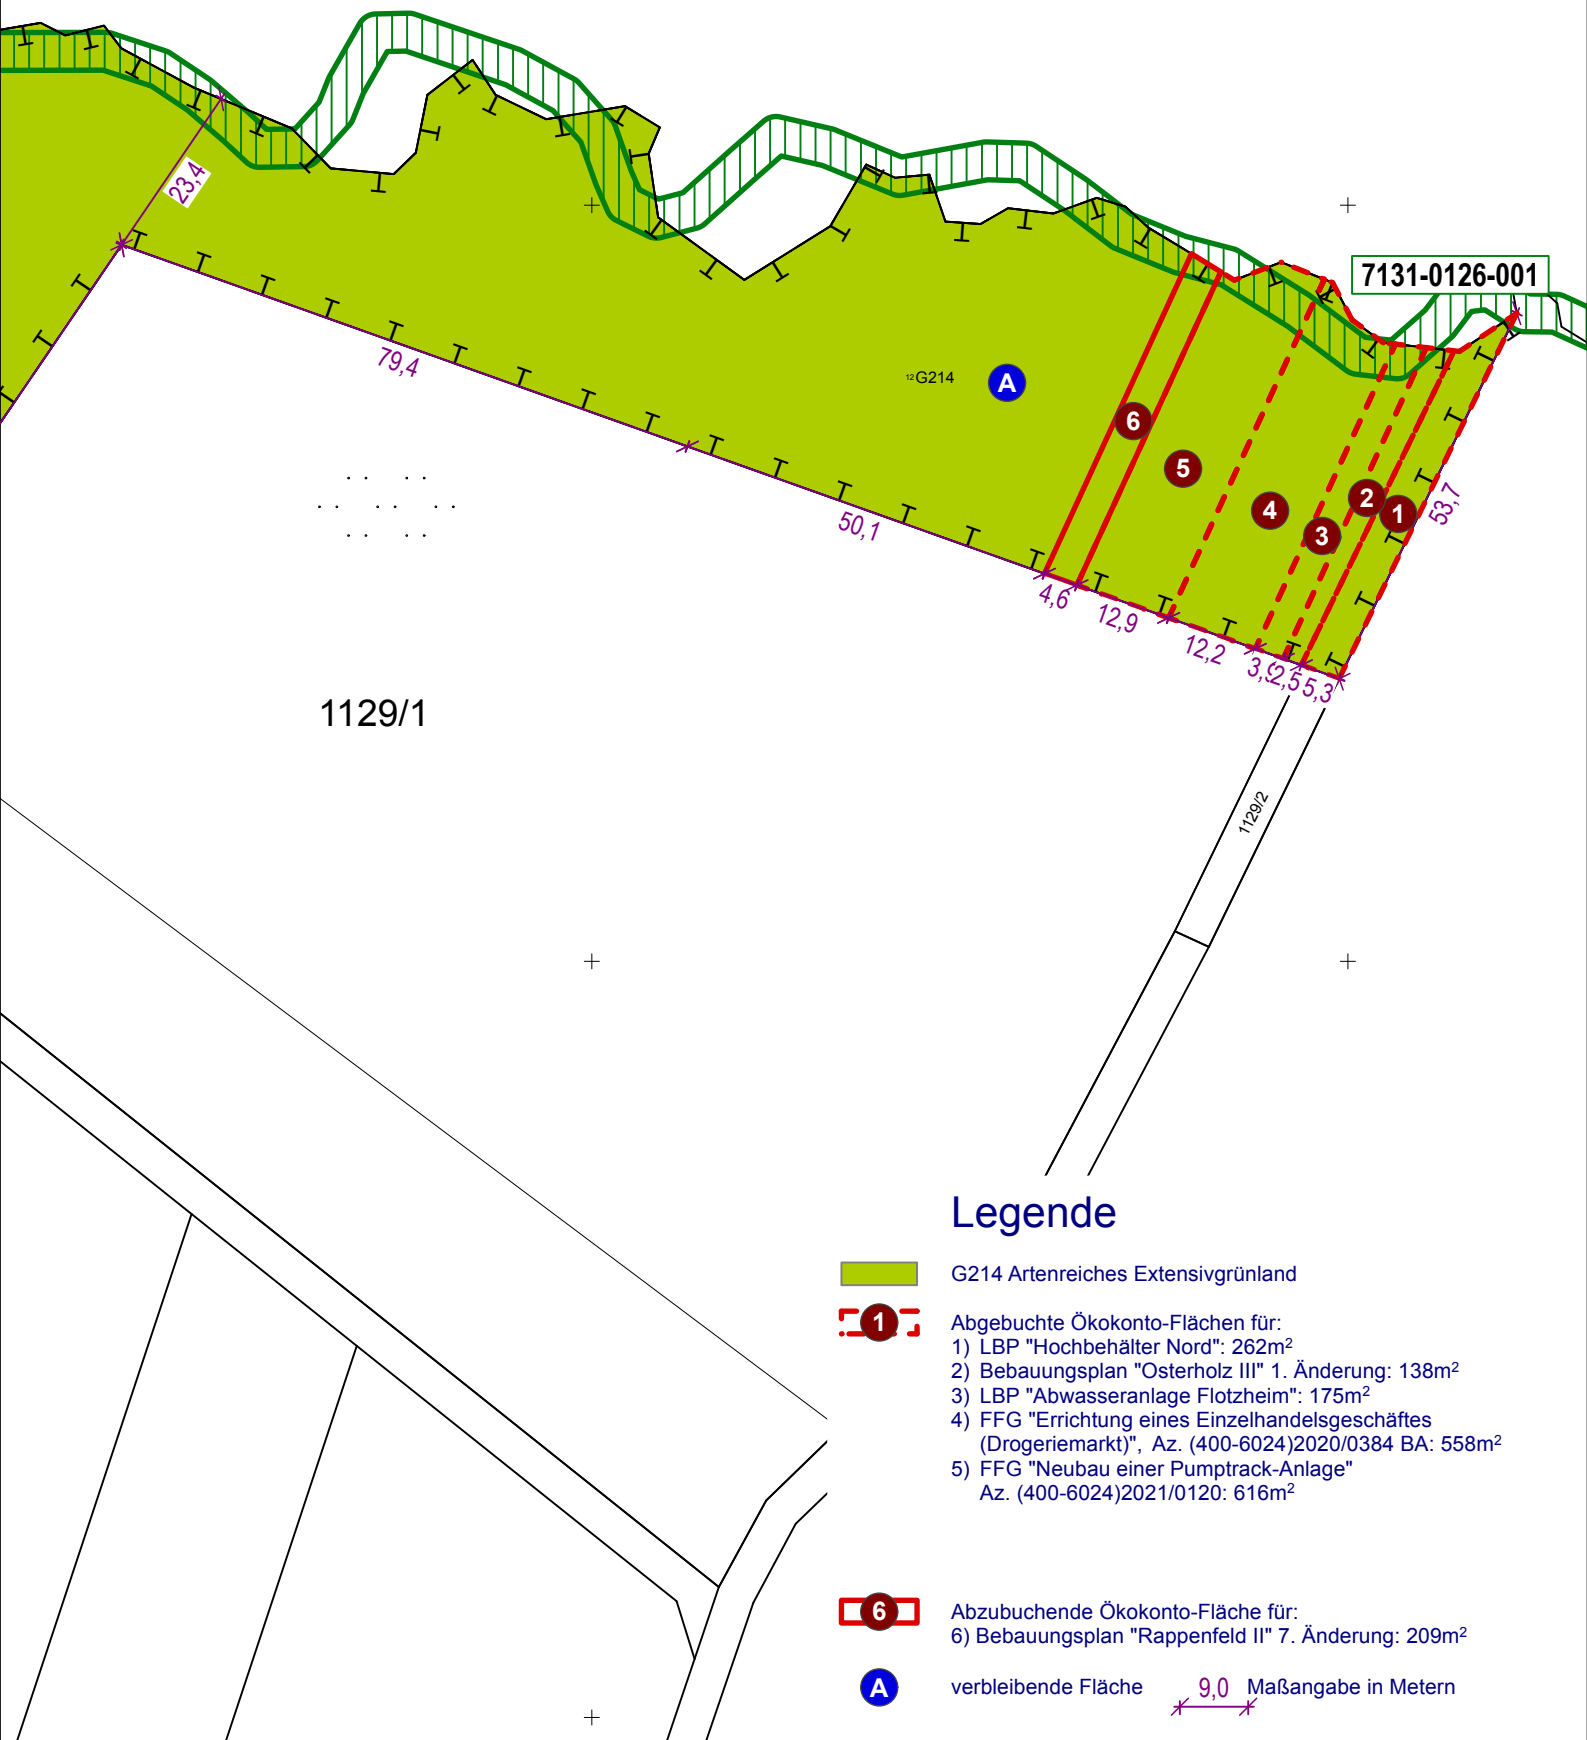 23,4
7131-0126-001
79,4
12G214
A
6
5
4
3
2
1
53,7
50,1
4,6
12,9
12,2
2,5
5,3
1129/1
1129/2
Legende
G214 Artenreiches Extensivgrünland
1
Abgebuchte Ökokonto-Flächen für:
1) LBP "Hochbehälter Nord": 262m²
2) Bebauungsplan "Osterholz III" 1. Änderung: 138m²
3) LBP "Abwasseranlage Flotzheim": 175m²
4) FFG "Errichtung eines Einzelhandelsgeschäftes
(Drogeriemarkt)", Az. (400-6024)2020/0384 BA: 558m²
5) FFG "Neubau einer Pumptrack-Anlage"
Az. (400-6024)2021/0120: 616m²
6
Abzubuchende Ökokonto-Fläche für:
6) Bebauungsplan "Rappenfeld II" 7. Änderung: 209m²
A
verbleibende Fläche
9,0 Maßangabe in Metern